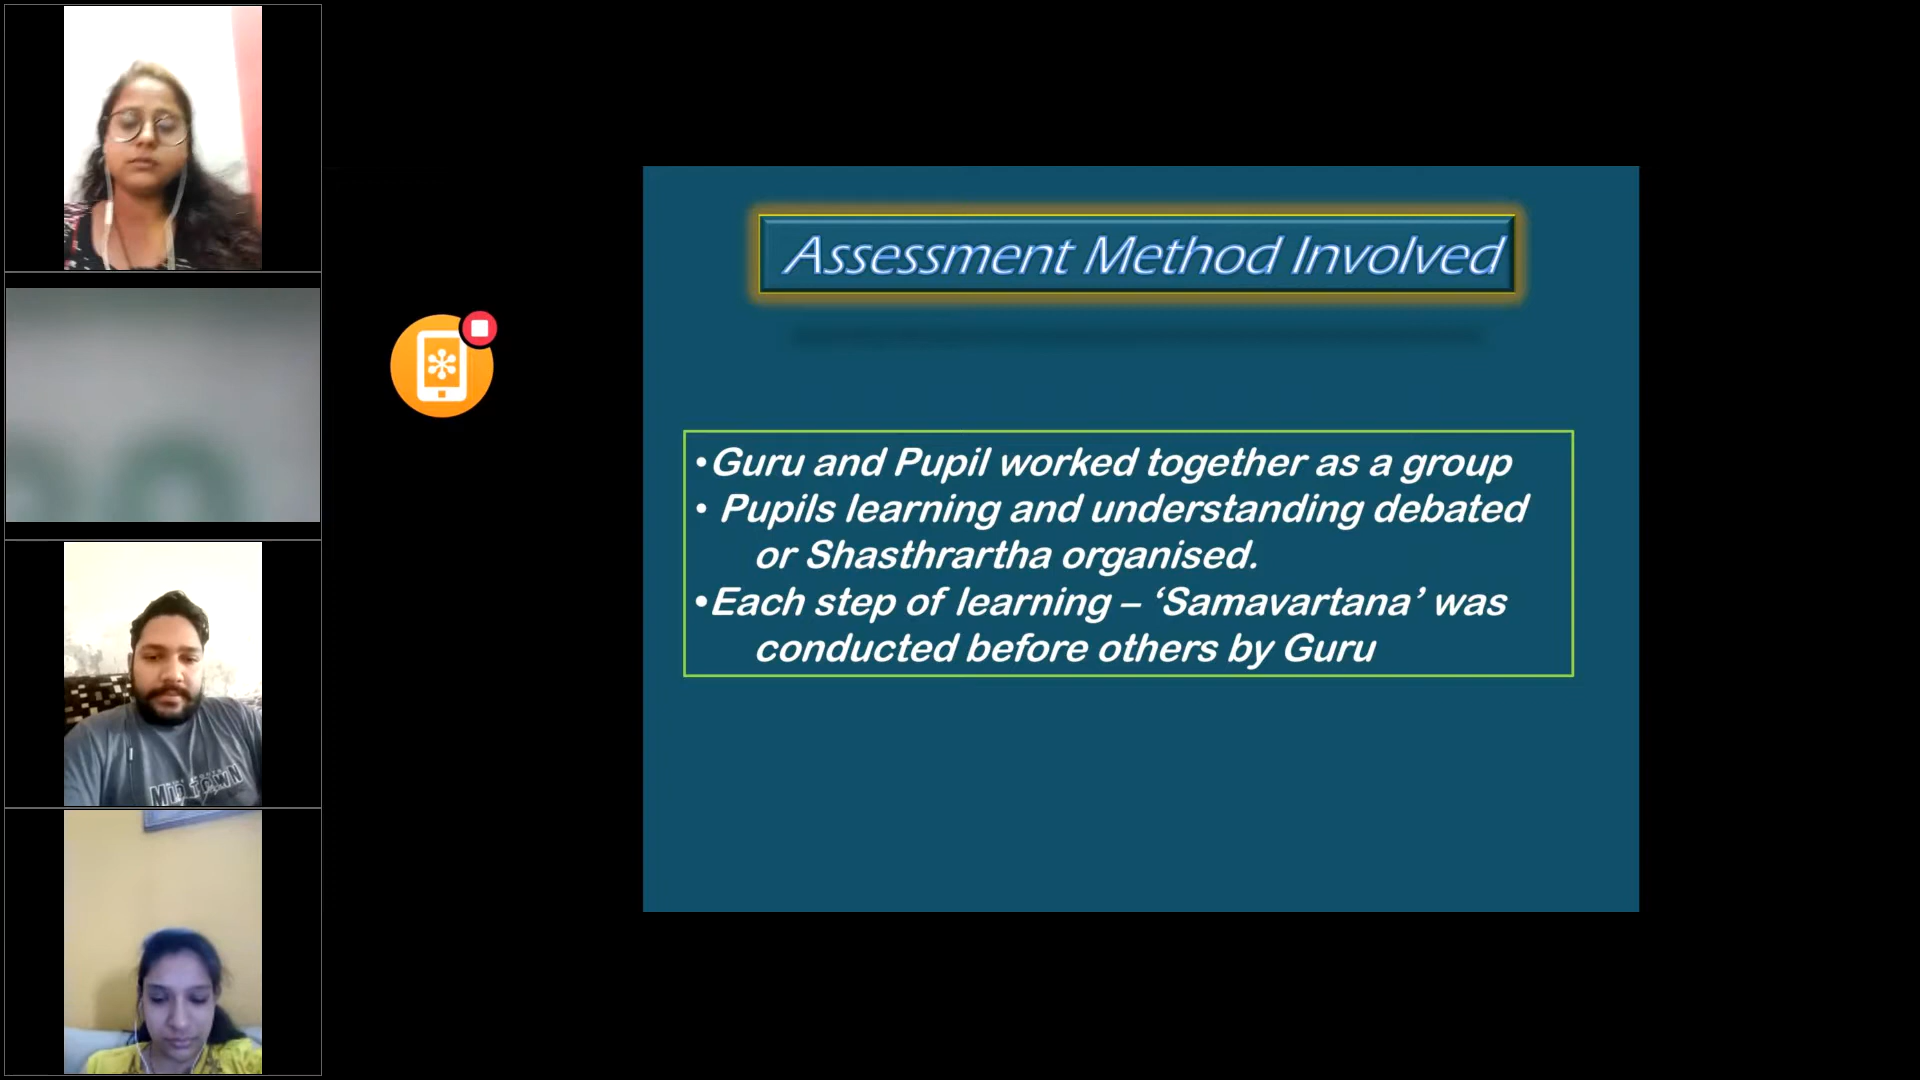 Assessment Method Involved
•Guru and Pupil worked together as a group
• Pupils learning and understanding debated
or Shasthrartha organised.
•Each step of learning – ‘Samavartana’ was
conducted before others by Guru
MIDTOWN